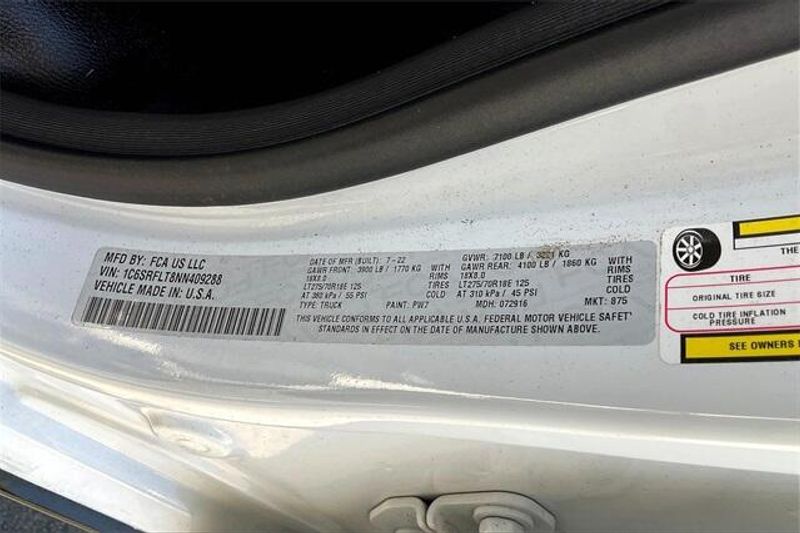 MFD BY: FCA US LLC
VIN: 1C6SRFLT8NN409288
VEHICLE MADE IN U.S.A.
DATE OF MFR (BUILT): 7-22
GVWR: 7100 LB / 3221 KG
GAWR FRONT: 3900 LB / 1770 KG WITH
GAWR REAR: 4100 LB / 1860 KG WITH
18X8.0 RIMS
18X8.0 RIMS
LT275/70R18E 125 TIRES
LT275/70R18E 125 TIRES
AT 380 kPa / 55 PSI COLD
AT 310 kPa / 45 PSI COLD
TYPE: TRUCK PAINT: PW7 MDH: 072916 MKT: 875
THIS VEHICLE CONFORMS TO ALL APPLICABLE U.S.A. FEDERAL MOTOR VEHICLE SAFET
STANDARDS IN EFFECT ON THE DATE OF MANUFACTURE SHOWN ABOVE.
TIRE
ORIGINAL TIRE SIZE
COLD TIRE INFLATION
PRESSURE
SEE OWNERS